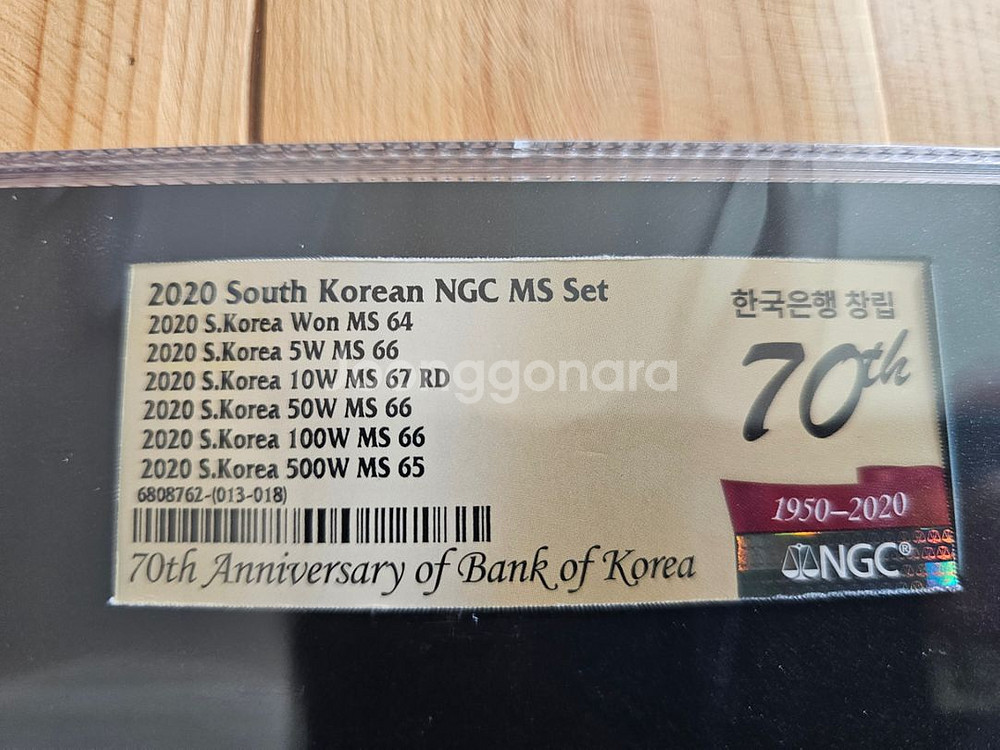 2020 South Korean NGC MS Set
2020 S.Korea Won MS 64
2020 S.Korea 5W MS 66
2020 S.Korea 10W MS 67 RD
2020 S.Korea 50W MS 66
2020 S.Korea 100W MS 66
2020 S.Korea 500W MS 65
6808762-(013-018)
70th Anniversary of Bank of Korea
한국은행 창립
70th
1950–2020
NGC®
Joonggonara